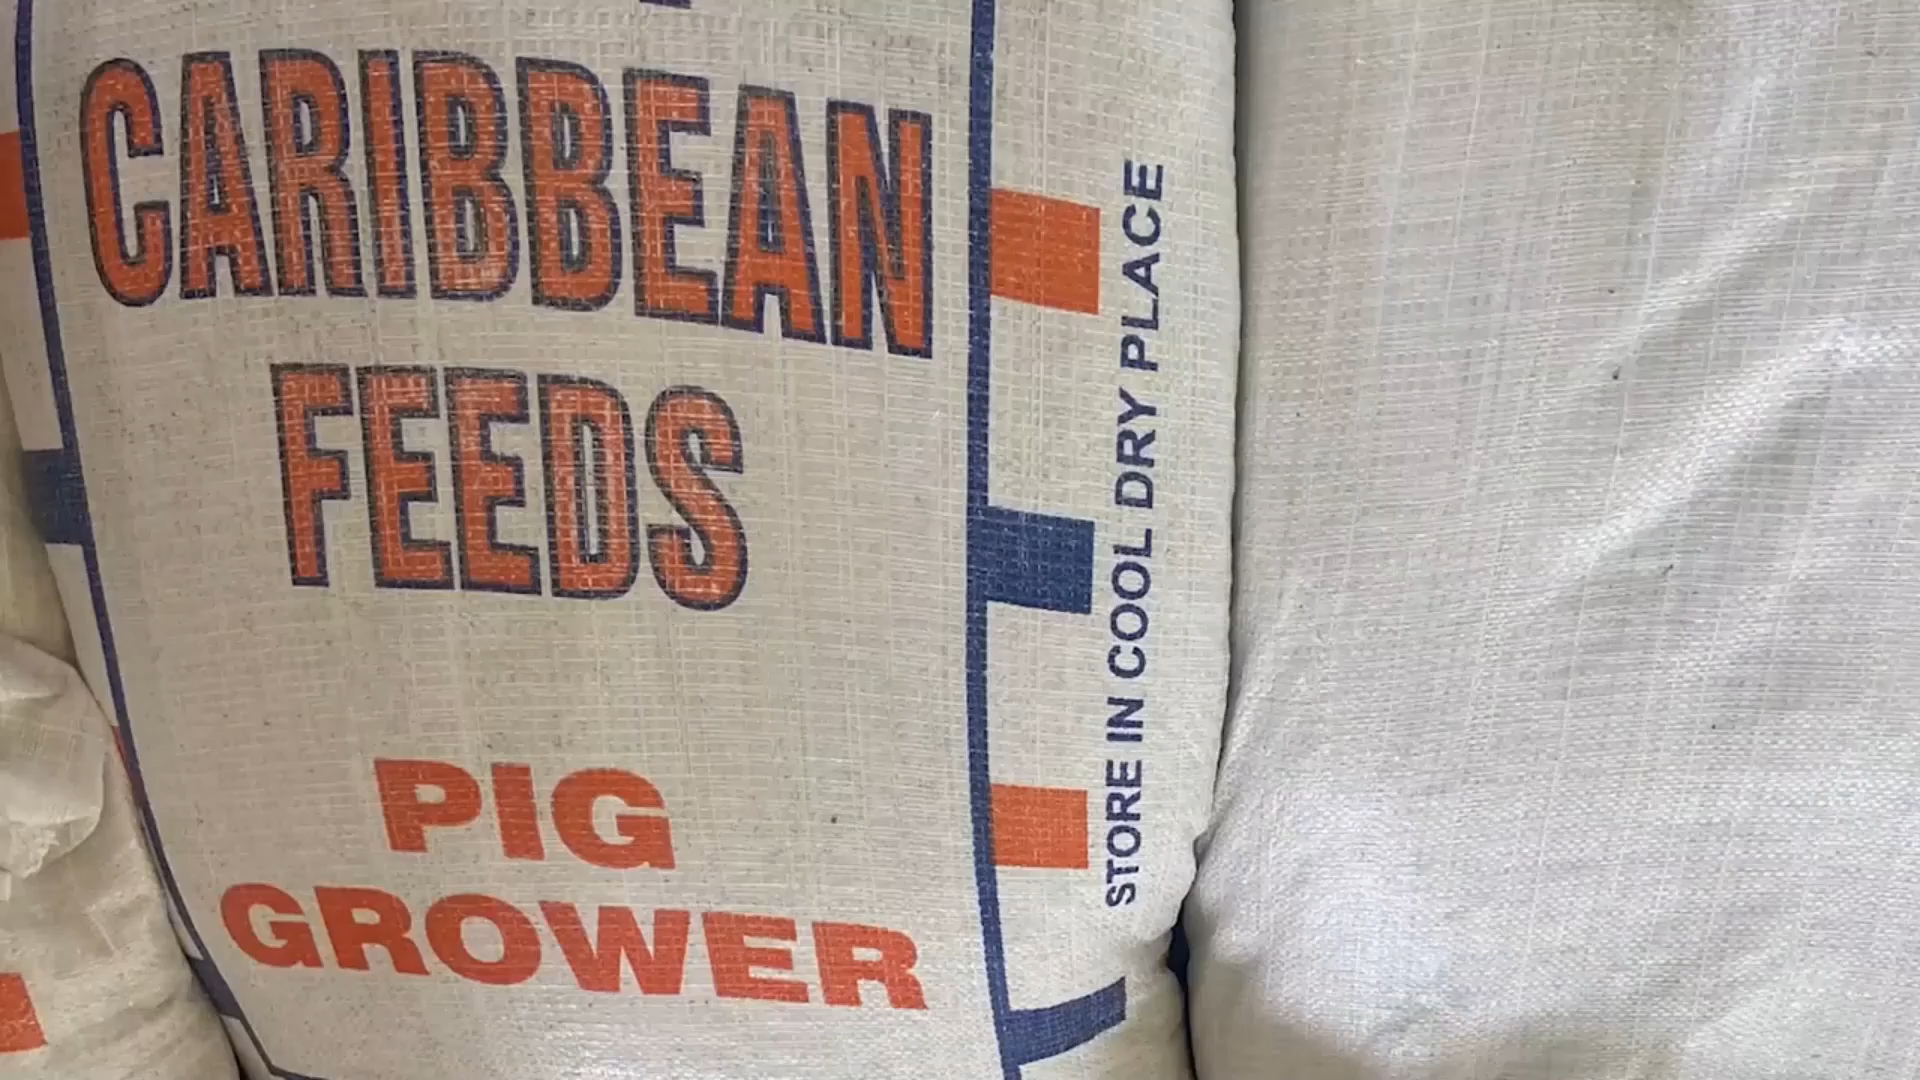 CARIBBEAN
FEEDS
PIG
GROWER
STORE IN COOL DRY PLACE